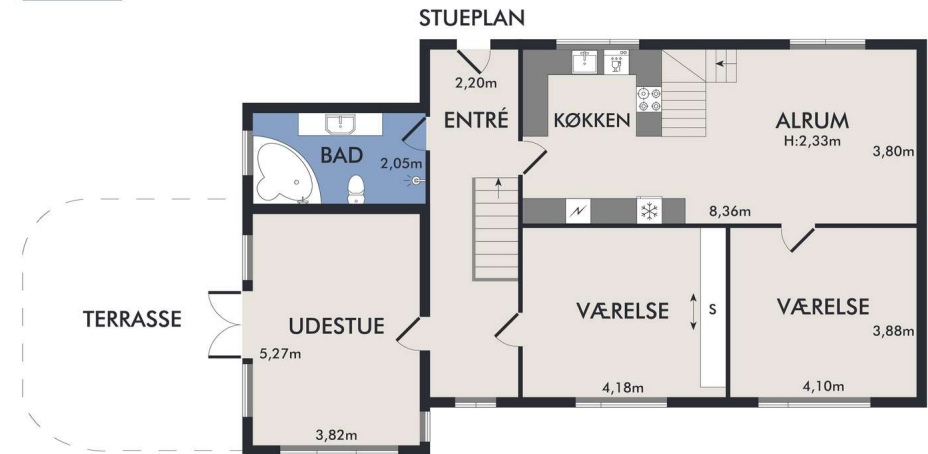 STUEPLAN
2,20m
ENTRÉ
KØKKEN
ALRUM
H:2,33m
3,80m
BAD
2,05m
8,36m
TERRASSE
UDESTUE
5,27m
3,82m
VÆRELSE
S
4,18m
VÆRELSE
3,88m
4,10m